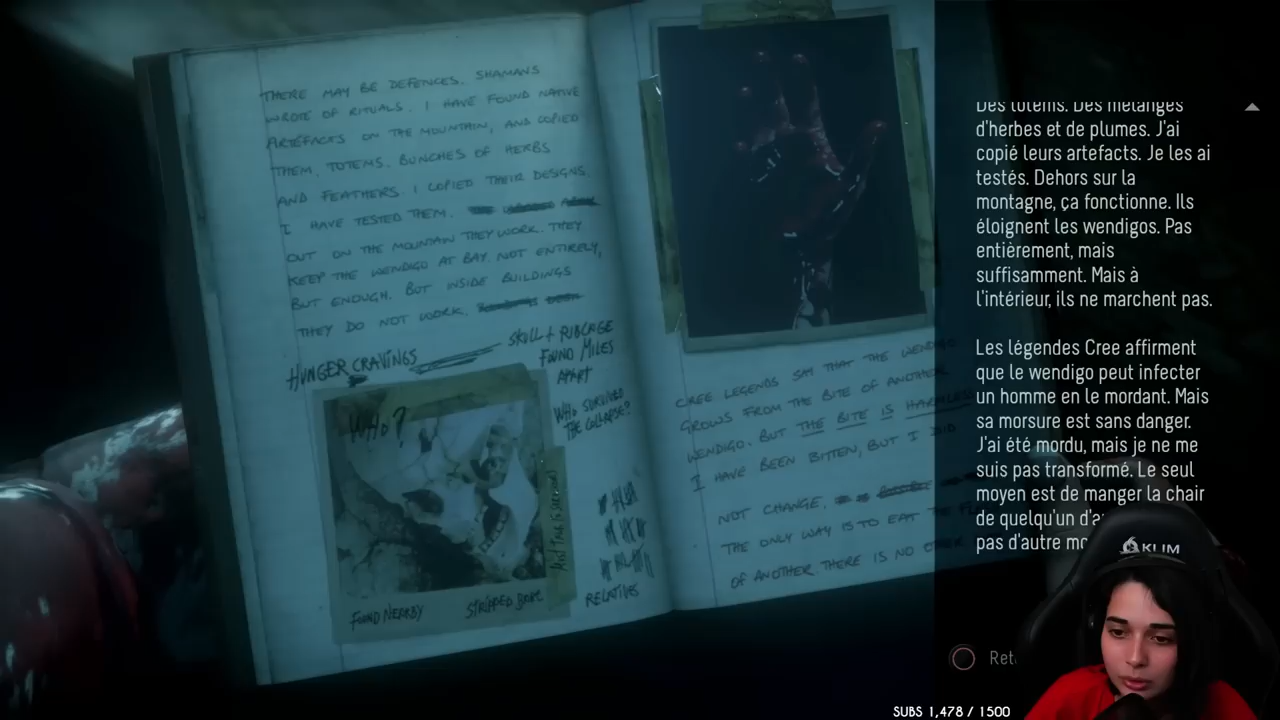 THERE MAY BE DEFENCES. SHAMANS
WROTE OF RITUALS. I HAVE FOUND NATIVE
ARTEFACTS ON THE MOUNTAIN, AND COPIED
THEM. TOTEMS. BUNCHES OF HERBS
AND FEATHERS I COPIED THEIR DESIGNS.
I HAVE TESTED THEM.
OUT ON THE MOUNTAIN THEY WORK. THEY
KEEP THE WENDIGO AT BAY. NOT ENTIRELY,
BUT ENOUGH. BUT INSIDE BUILDINGS
THEY DO NOT WORK.
HUNGER CRAVINGS
SKULL + RIBCAGE
FOUND MILES
APART
WHO SURVIVED
THE COLLAPSE?
WHO?
FOUND NEARBY
STRIPPED BARE
RELATIVES
CREE LEGENDS SAY THAT THE WENDIGO
GROWS FROM THE BITE OF ANOTHER
WENDIGO. BUT THE BITE IS HARMLESS
I HAVE BEEN BITTEN, BUT I DID
NOT CHANGE.
THE ONLY WAY IS TO EAT THE
OF ANOTHER. THERE IS NO OTHER
Des totems. Des mélanges
d'herbes et de plumes. J'ai
copié leurs artefacts. Je les ai
testés. Dehors sur la
montagne, ça fonctionne. Ils
éloignent les wendigos. Pas
entièrement, mais
suffisamment. Mais à
l'intérieur, ils ne marchent pas.
Les légendes Cree affirment
que le wendigo peut infecter
un homme en le mordant. Mais
sa morsure est sans danger.
J'ai été mordu, mais je ne me
suis pas transformé. Le seul
moyen est de manger la chair
de quelqu'un d'a
pas d'autre mo
KLIM
Ret
SUBS 1,478 / 1500